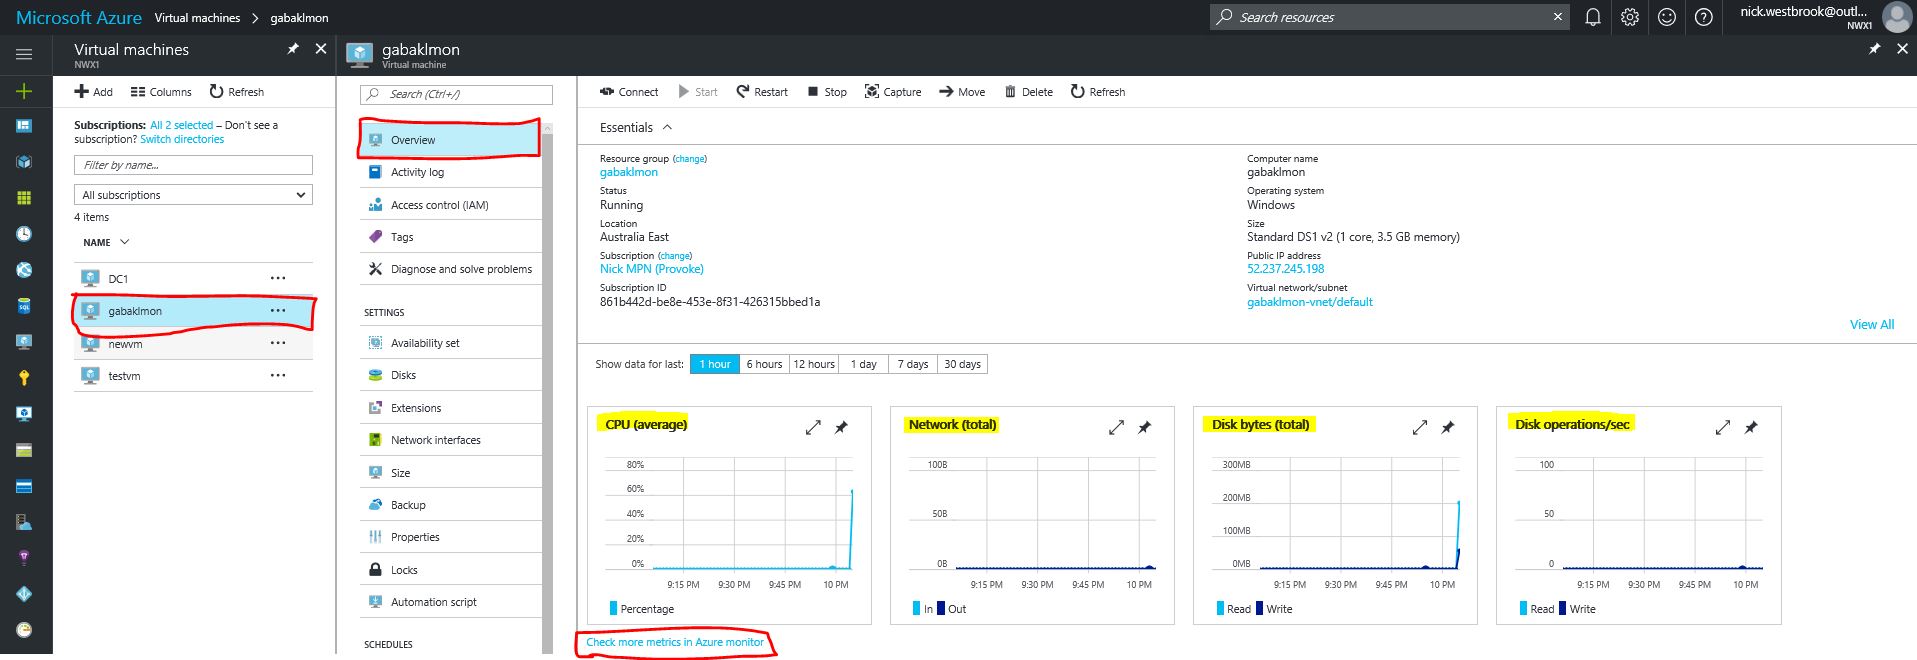 Microsoft Azure Virtual machines > gabaklmon
Search resources
nick.westbrook@outl...
NWX1
Virtual machines
NWX1
Add Columns Refresh
Subscriptions: All 2 selected – Don't see a
subscription? Switch directories
Filter by name...
All subscriptions
4 items
NAME
DC1
gabaklmon
newvm
testvm
gabaklmon
Virtual machine
Search (Ctrl+/)
Overview
Activity log
Access control (IAM)
Tags
Diagnose and solve problems
SETTINGS
Availability set
Disks
Extensions
Network interfaces
Size
Backup
Properties
Locks
Automation script
SCHEDULES
Connect Start Restart Stop Capture Move Delete Refresh
Essentials
Resource group (change)
gabaklmon
Status
Running
Location
Australia East
Subscription (change)
Nick MPN (Provoke)
Subscription ID
861b442d-be8e-453e-8f31-426315bbed1a
Computer name
gabaklmon
Operating system
Windows
Size
Standard DS1 v2 (1 core, 3.5 GB memory)
Public IP address
52.237.245.198
Virtual network/subnet
gabaklmon-vnet/default
View All
Show data for last: 1 hour 6 hours 12 hours 1 day 7 days 30 days
CPU (average)
80%
60%
40%
20%
0%
9:15 PM 9:30 PM 9:45 PM 10 PM
Percentage
Network (total)
100B
50B
0B
9:15 PM 9:30 PM 9:45 PM 10 PM
In Out
Disk bytes (total)
300MB
200MB
100MB
0MB
9:15 PM 9:30 PM 9:45 PM 10 PM
Read Write
Disk operations/sec
100
50
0
9:15 PM 9:30 PM 9:45 PM 10 PM
Read Write
Check more metrics in Azure monitor